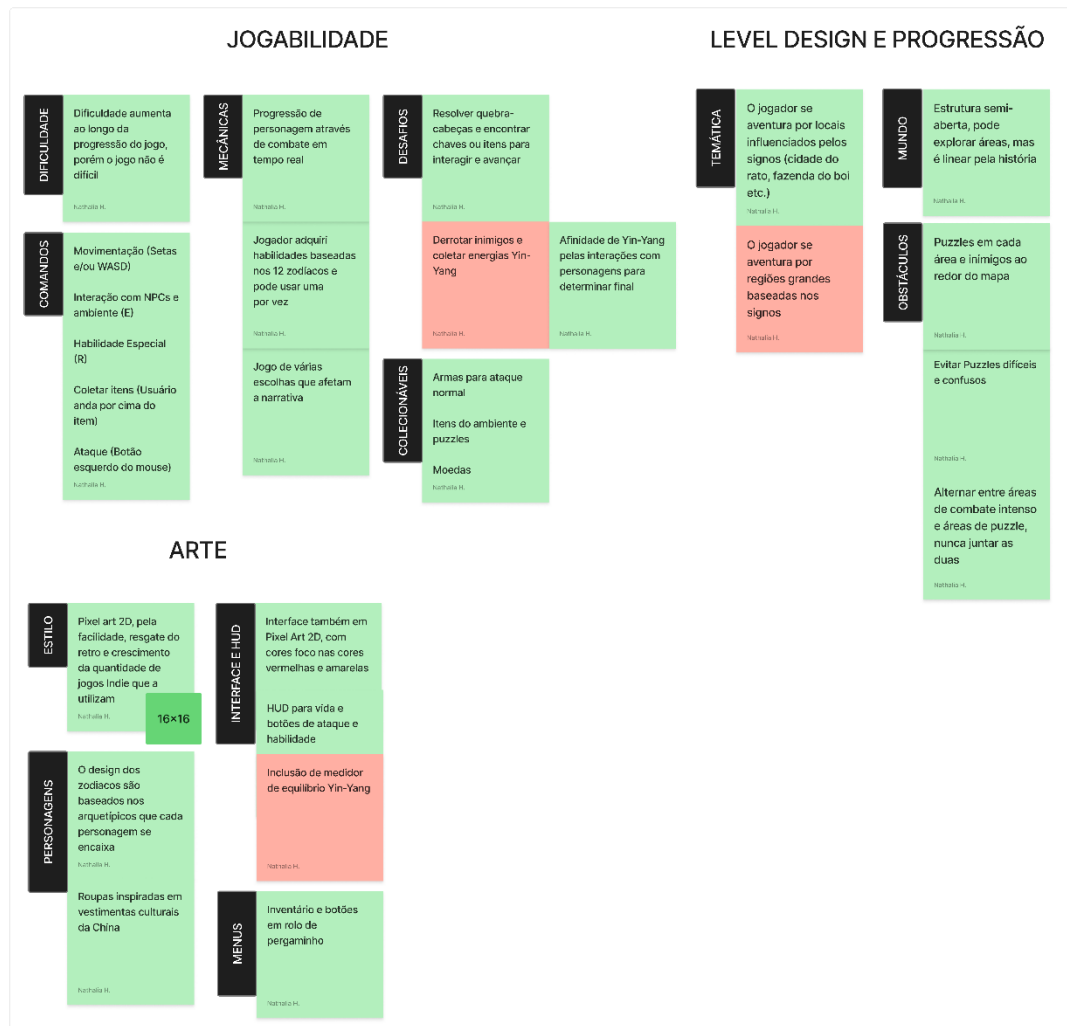 JOGABILIDADE
DIFICULDADE
Dificuldade aumenta
ao longo da
progressão do jogo,
porém o jogo não é
difícil
Nathalia H.
COMANDOS
Movimentação (Setas
e/ou WASD)
Interação com NPCs e
ambiente (E)
Habilidade Especial
(R)
Coletar itens (Usuário
anda por cima do
item)
Ataque (Botão
esquerdo do mouse)
Nathalia H.
MECÂNICAS
Progressão de
personagem através
de combate em
tempo real
Nathalia H.
Jogador adquirí
habilidades baseadas
nos 12 zodíacos e
pode usar uma
por vez
Nathalia H.
Jogo de várias
escolhas que afetam
a narrativa
Nathalia H.
DESAFIOS
Resolver quebra-
cabeças e encontrar
chaves ou itens para
interagir e avançar
Nathalia H.
Derrotar inimigos e
coletar energias Yin-
Yang
Nathalia H.
Afinidade de Yin-Yang
pelas interações com
personagens para
determinar final
Nathalia H.
COLECIONÁVEIS
Armas para ataque
normal
Itens do ambiente e
puzzles
Moedas
Nathalia H.
LEVEL DESIGN E PROGRESSÃO
TEMÁTICA
O jogador se
aventura por locais
influenciados pelos
signos (cidade do
rato, fazenda do boi
etc.)
Nathalia H.
O jogador se
aventura por
regiões grandes
baseadas nos
signos
Nathalia H.
MUNDO
Estrutura semi-
aberta, pode
explorar áreas, mas
é linear pela história
Nathalia H.
OBSTÁCULOS
Puzzles em cada
área e inimigos ao
redor do mapa
Nathalia H.
Evitar Puzzles difíceis
e confusos
Nathalia H.
Alternar entre áreas
de combate intenso
e áreas de puzzle,
nunca juntar as
duas
Nathalia H.
ARTE
ESTILO
Pixel art 2D, pela
facilidade, resgate do
retro e crescimento
da quantidade de
jogos Indie que a
utilizam
Nathalia H.
16x16
PERSONAGENS
O design dos
zodiacos são
baseados nos
arquetípicos que cada
personagem se
encaixa
Nathalia H.
Roupas inspiradas em
vestimentas culturais
da China
Nathalia H.
INTERFACE E HUD
Interface também em
Pixel Art 2D, com
cores foco nas cores
vermelhas e amarelas
HUD para vida e
botões de ataque e
habilidade
Inclusão de medidor
de equilíbrio Yin-Yang
Nathalia H.
MENUS
Inventário e botões
em rolo de
pergaminho
Nathalia H.